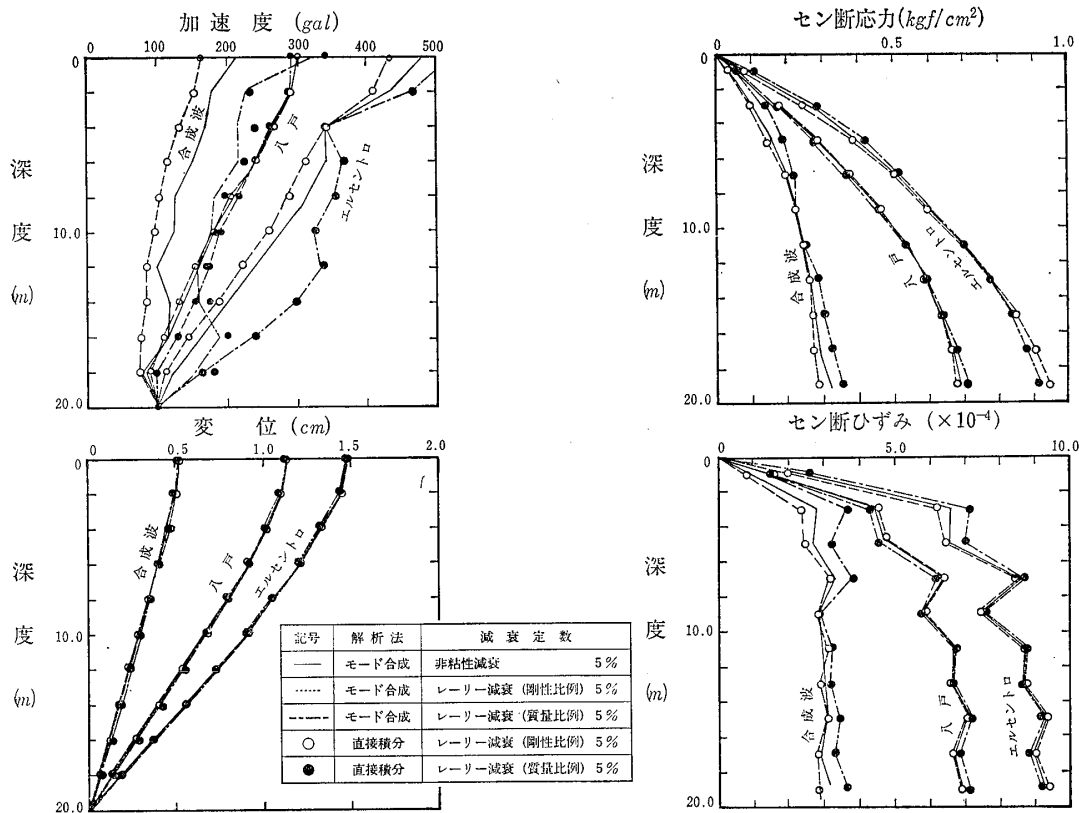 加速度 (gal)
0 100 200 300 400 500
0
10.0
20.0
深度(m)
合成波
八戸
エルセントロ
セン断応力(kgf/cm²)
0 0.5 1.0
0
10.0
20.0
深度(m)
合成波
八戸
エルセントロ
変位(cm)
0 0.5 1.0 1.5 2.0
0
10.0
20.0
深度(m)
合成波
八戸
エルセントロ
セン断ひずみ (×10⁻⁴)
0 5.0 10.0
0
10.0
20.0
深度(m)
合成波
八戸
エルセントロ
記号 解析法 減衰定数
モード合成 非粘性減衰 5%
モード合成 レーリー減衰 (剛性比例) 5%
モード合成 レーリー減衰 (質量比例) 5%
直接積分 レーリー減衰 (剛性比例) 5%
直接積分 レーリー減衰 (質量比例) 5%